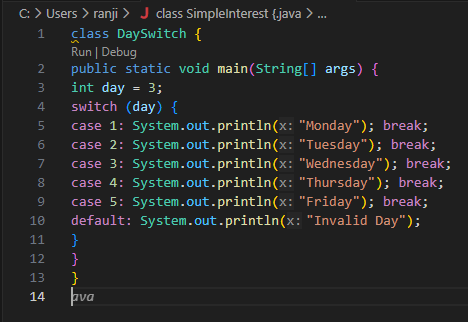 C: > Users > ranji > J class SimpleInterest {.java > ...
1 class DaySwitch {
Run | Debug
2 public static void main(String[] args) {
3 int day = 3;
4 switch (day) {
5 case 1: System.out.println(x: "Monday"); break;
6 case 2: System.out.println(x: "Tuesday"); break;
7 case 3: System.out.println(x: "Wednesday"); break;
8 case 4: System.out.println(x: "Thursday"); break;
9 case 5: System.out.println(x: "Friday"); break;
10 default: System.out.println(x: "Invalid Day");
11 }
12 }
13 }
14 ava